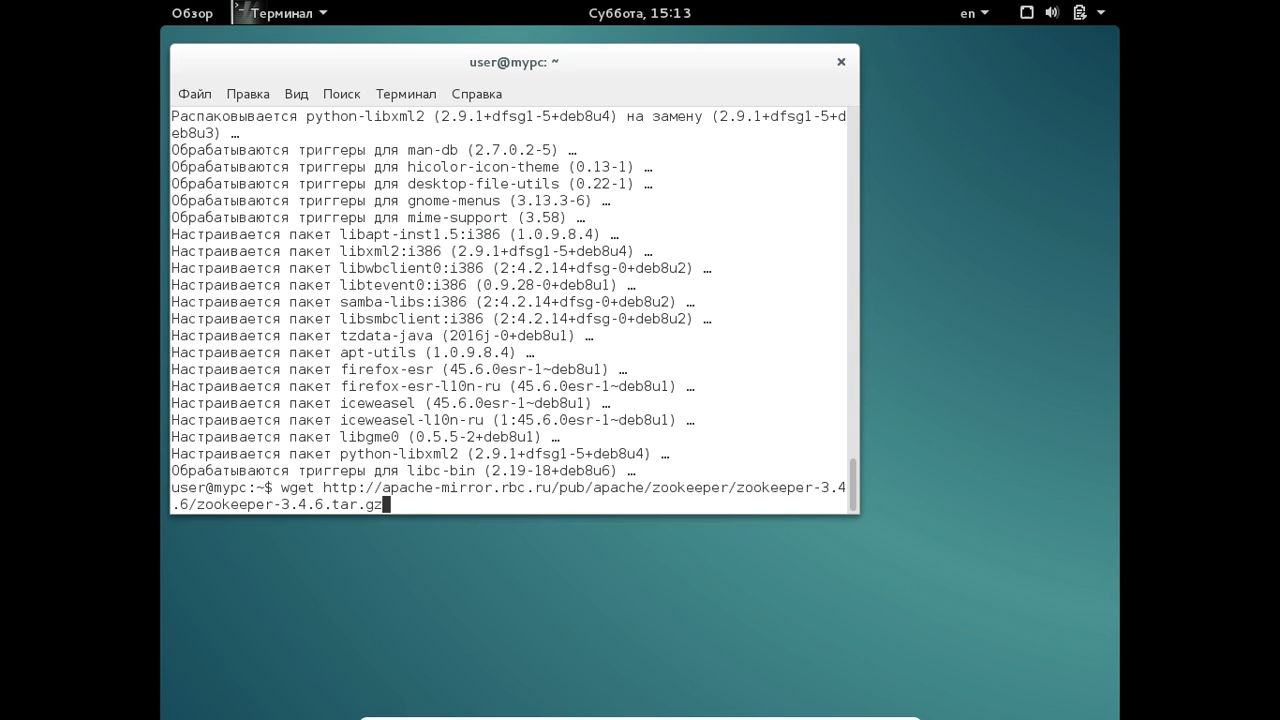 Обзор
Терминал
Суббота, 15:13
en
user@mypc: ~
Файл Правка Вид Поиск Терминал Справка
Распаковывается python-libxml2 (2.9.1+dfsg1-5+deb8u4) на замену (2.9.1+dfsg1-5+d
eb8u3) …
Обрабатываются триггеры для man-db (2.7.0.2-5) …
Обрабатываются триггеры для hicolor-icon-theme (0.13-1) …
Обрабатываются триггеры для desktop-file-utils (0.22-1) …
Обрабатываются триггеры для gnome-menus (3.13.3-6) …
Обрабатываются триггеры для mime-support (3.58) …
Настраивается пакет libapt-inst1.5:i386 (1.0.9.8.4) …
Настраивается пакет libxml2:i386 (2.9.1+dfsg1-5+deb8u4) …
Настраивается пакет libwbclient0:i386 (2:4.2.14+dfsg-0+deb8u2) …
Настраивается пакет libtevent0:i386 (0.9.28-0+deb8u1) …
Настраивается пакет samba-libs:i386 (2:4.2.14+dfsg-0+deb8u2) …
Настраивается пакет libsmbclient:i386 (2:4.2.14+dfsg-0+deb8u2) …
Настраивается пакет tzdata-java (2016j-0+deb8u1) …
Настраивается пакет apt-utils (1.0.9.8.4) …
Настраивается пакет firefox-esr (45.6.0esr-1~deb8u1) …
Настраивается пакет firefox-esr-l10n-ru (45.6.0esr-1~deb8u1) …
Настраивается пакет iceweasel (45.6.0esr-1~deb8u1) …
Настраивается пакет iceweasel-l10n-ru (1:45.6.0esr-1~deb8u1) …
Настраивается пакет libgme0 (0.5.5-2+deb8u1) …
Настраивается пакет python-libxml2 (2.9.1+dfsg1-5+deb8u4) …
Обрабатываются триггеры для libc-bin (2.19-18+deb8u6) …
user@mypc:~$ wget http://apache-mirror.rbc.ru/pub/apache/zookeeper/zookeeper-3.4
.6/zookeeper-3.4.6.tar.gz